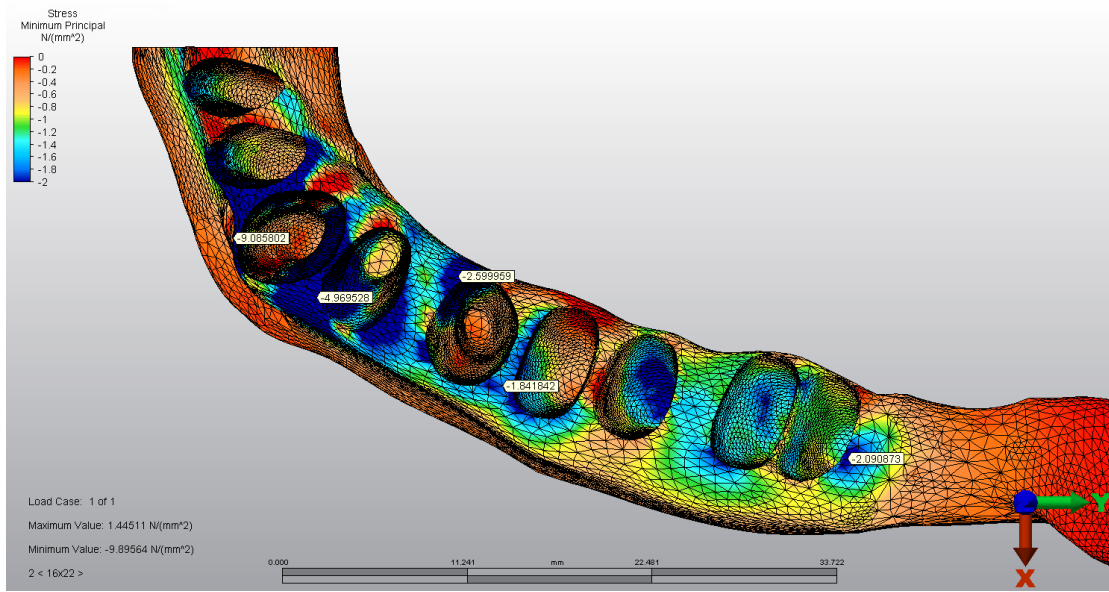 Stress
Minimum Principal
N/(mm^2)
0
-0.2
-0.4
-0.6
-0.8
-1
-1.2
-1.4
-1.6
-1.8
-2
-9.085802
-2.599959
-4.969528
-1.841842
-2.090873
Y
X
Load Case: 1 of 1
Maximum Value: 1.44511 N/(mm^2)
Minimum Value: -9.89564 N/(mm^2)
2 < 16x22 >
0.000 11.241 mm 22.481 33.722